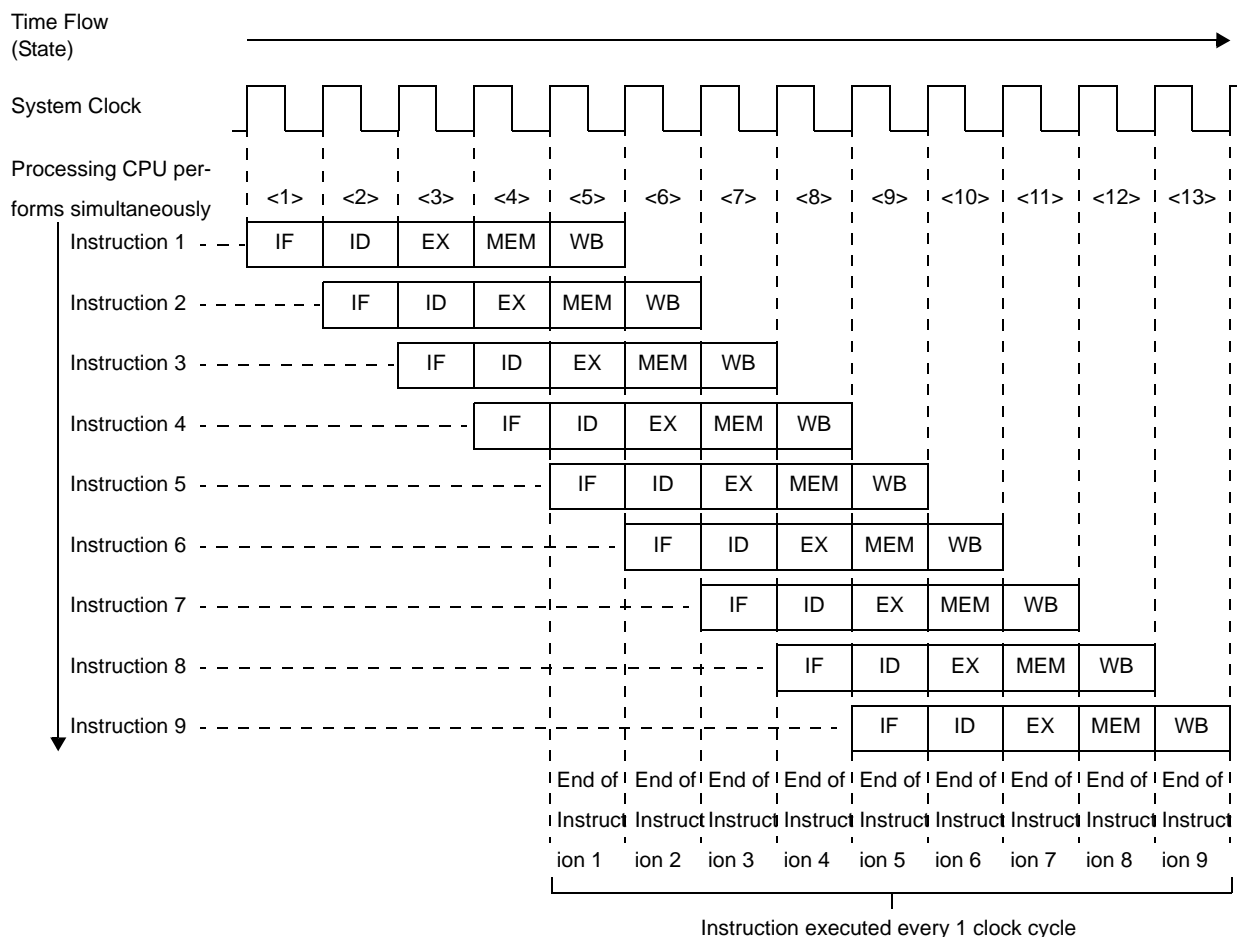 Time Flow
(State)
System Clock
Processing CPU per-
forms simultaneously
<1> <2> <3> <4> <5> <6> <7> <8> <9> <10> <11> <12> <13>
Instruction 1 IF ID EX MEM WB
Instruction 2 IF ID EX MEM WB
Instruction 3 IF ID EX MEM WB
Instruction 4 IF ID EX MEM WB
Instruction 5 IF ID EX MEM WB
Instruction 6 IF ID EX MEM WB
Instruction 7 IF ID EX MEM WB
Instruction 8 IF ID EX MEM WB
Instruction 9 IF ID EX MEM WB
End of End of End of End of End of End of End of End of End of
Instruct Instruct Instruct Instruct Instruct Instruct Instruct Instruct Instruct
ion 1 ion 2 ion 3 ion 4 ion 5 ion 6 ion 7 ion 8 ion 9
Instruction executed every 1 clock cycle